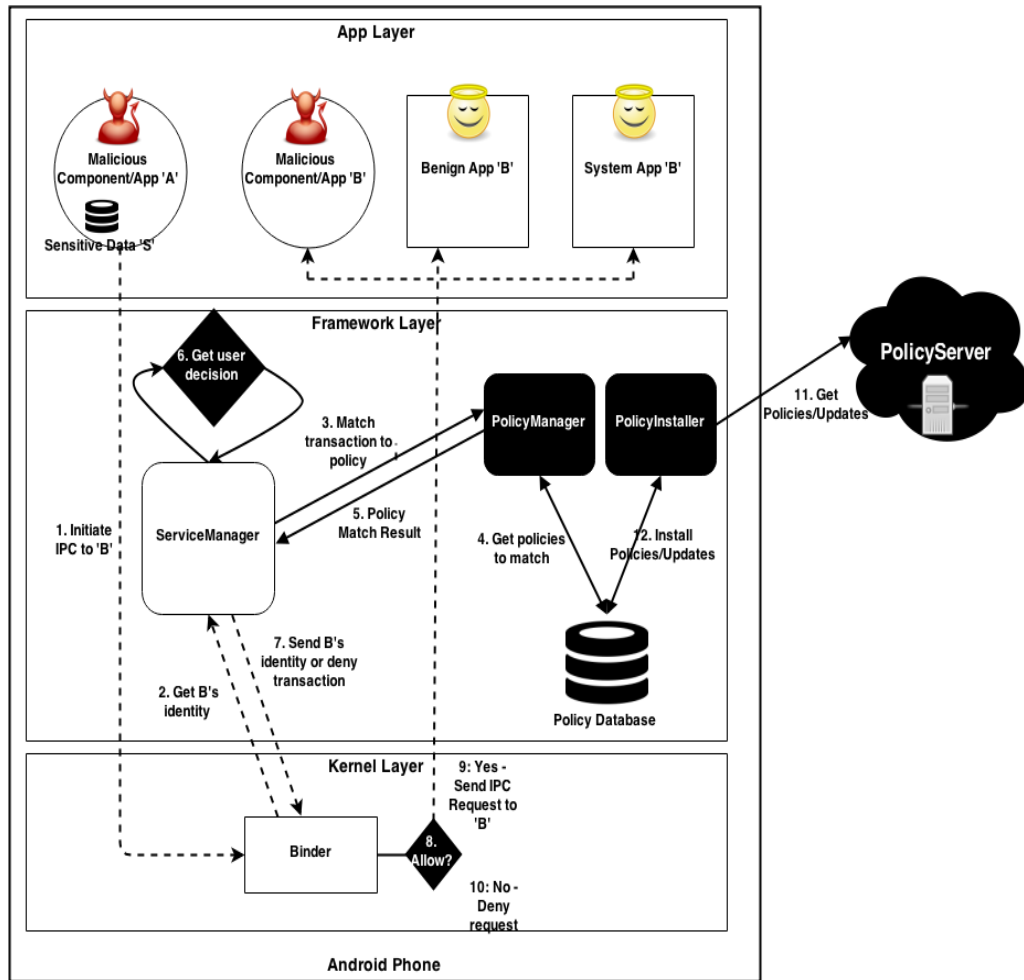 App Layer
Malicious
Component/App 'A'
Sensitive Data 'S'
Malicious
Component/App 'B'
Benign App 'B'
System App 'B'
Framework Layer
6. Get user
decision
3. Match
transaction to
policy
PolicyManager
PolicyInstaller
PolicyServer
11. Get
Policies/Updates
1. Initiate
IPC to 'B'
ServiceManager
5. Policy
Match Result
4. Get policies
to match
12. Install
Policies/Updates
7. Send B's
identity or deny
transaction
2. Get B's
identity
Policy Database
Kernel Layer
9: Yes -
Send IPC
Request to
'B'
Binder
8.
Allow?
10: No -
Deny
request
Android Phone